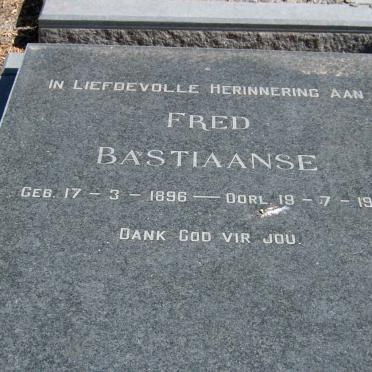 IN LIEFDEVOLLE HERINNERING AAN
FRED
BASTIAANSE
GEB. 17 - 3 - 1896 — OORL. 19 - 7 - 19
DANK GOD VIR JOU.